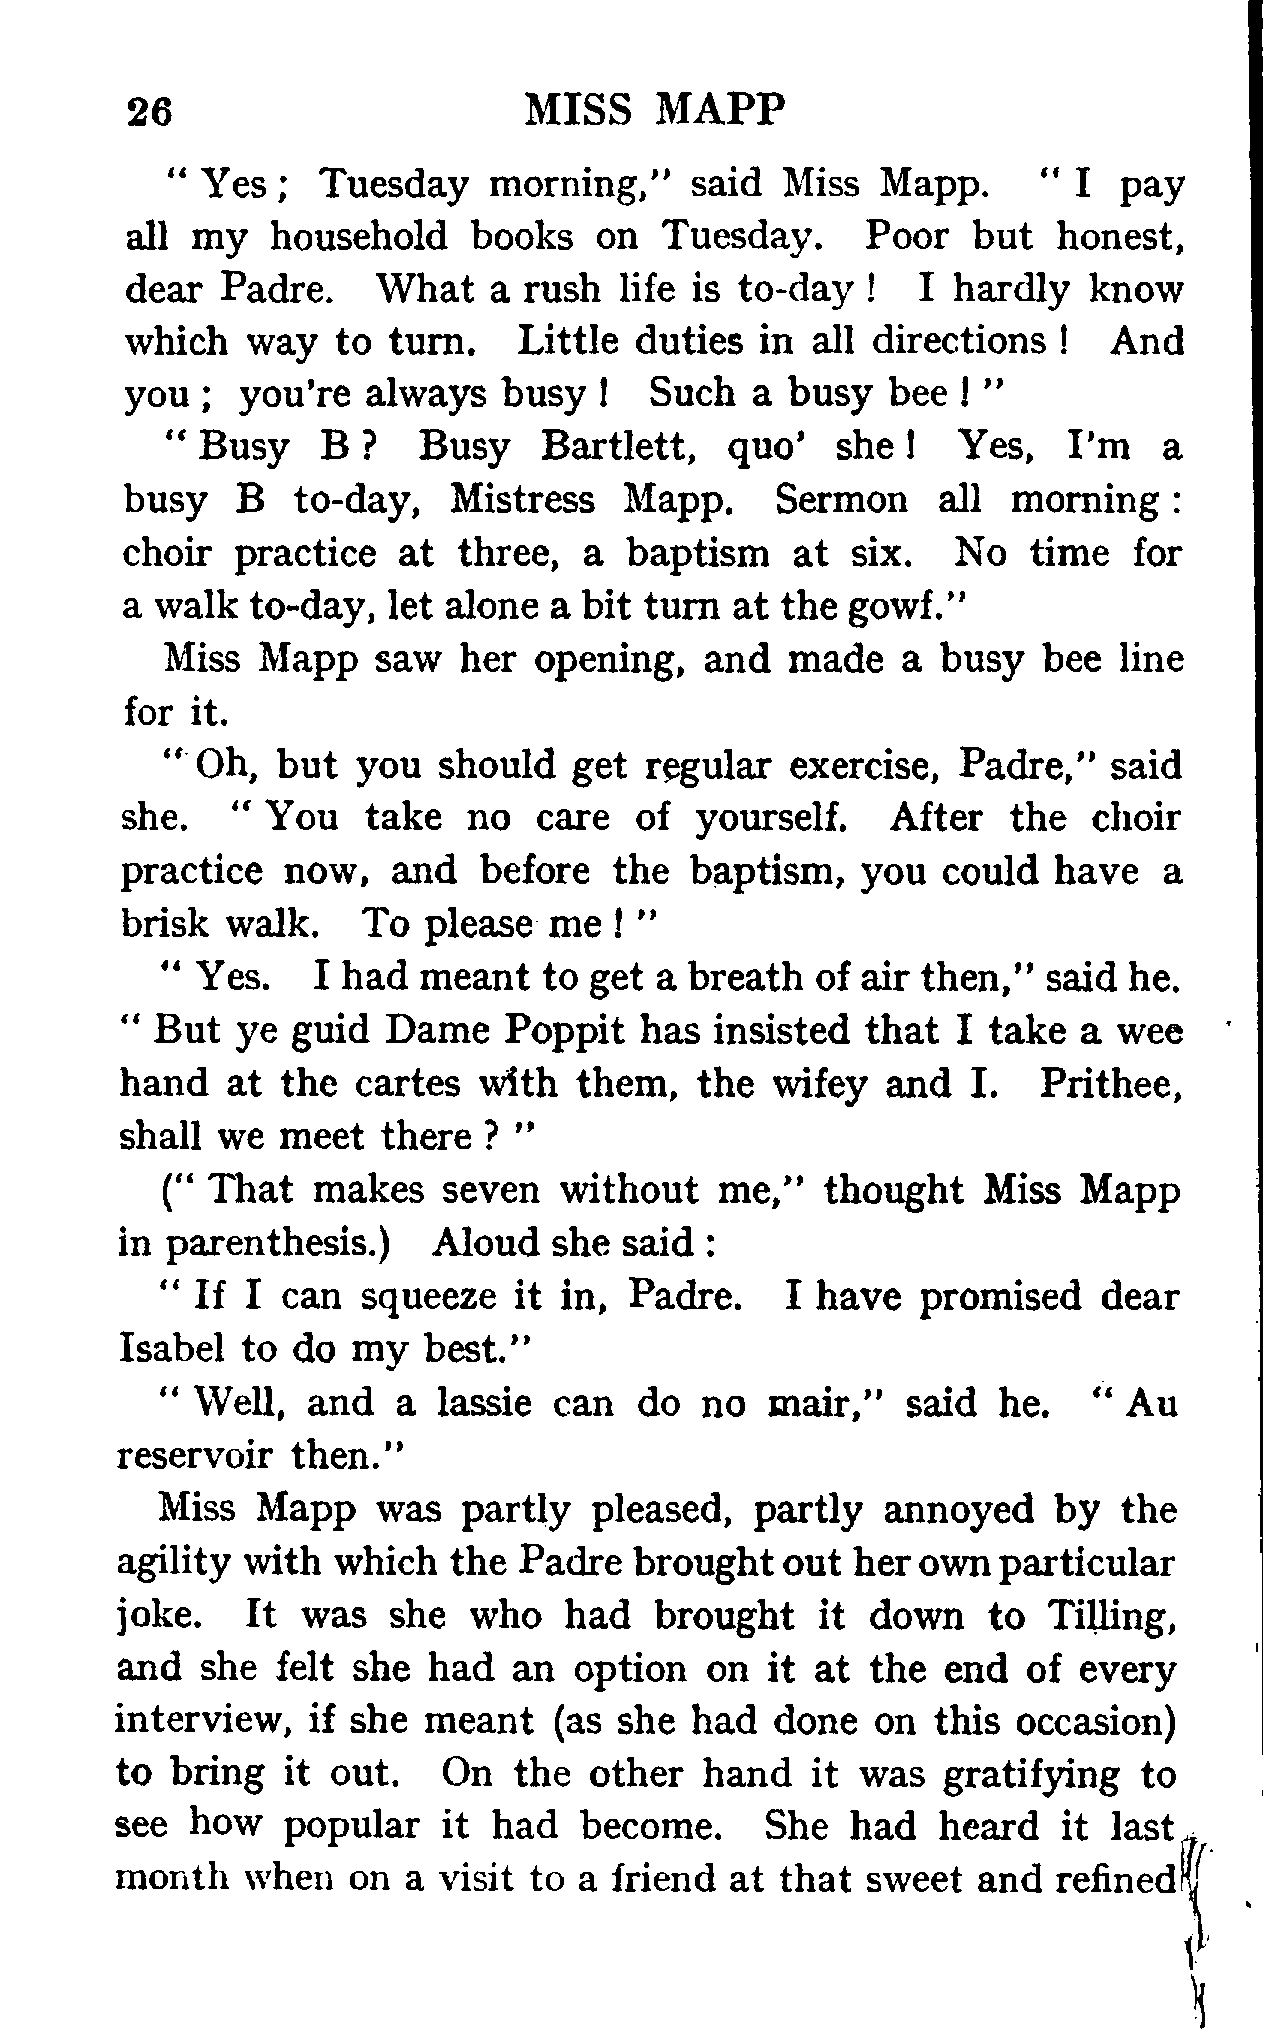 26 MISS MAPP
" Yes ; Tuesday morning," said Miss Mapp. " I pay
all my household books on Tuesday. Poor but honest,
dear Padre. What a rush life is to-day ! I hardly know
which way to turn. Little duties in all directions ! And
you ; you're always busy ! Such a busy bee ! "
" Busy B ? Busy Bartlett, quo' she ! Yes, I'm a
busy B to-day, Mistress Mapp. Sermon all morning :
choir practice at three, a baptism at six. No time for
a walk to-day, let alone a bit turn at the gowf."
Miss Mapp saw her opening, and made a busy bee line
for it.
" Oh, but you should get regular exercise, Padre," said
she. " You take no care of yourself. After the choir
practice now, and before the baptism, you could have a
brisk walk. To please me ! "
" Yes. I had meant to get a breath of air then," said he.
" But ye guid Dame Poppit has insisted that I take a wee
hand at the cartes with them, the wifey and I. Prithee,
shall we meet there ? "
(" That makes seven without me," thought Miss Mapp
in parenthesis.) Aloud she said :
" If I can squeeze it in, Padre. I have promised dear
Isabel to do my best."
" Well, and a lassie can do no mair," said he. " Au
reservoir then."
Miss Mapp was partly pleased, partly annoyed by the
agility with which the Padre brought out her own particular
joke. It was she who had brought it down to Tilling,
and she felt she had an option on it at the end of every
interview, if she meant (as she had done on this occasion)
to bring it out. On the other hand it was gratifying to
see how popular it had become. She had heard it last
month when on a visit to a friend at that sweet and refined